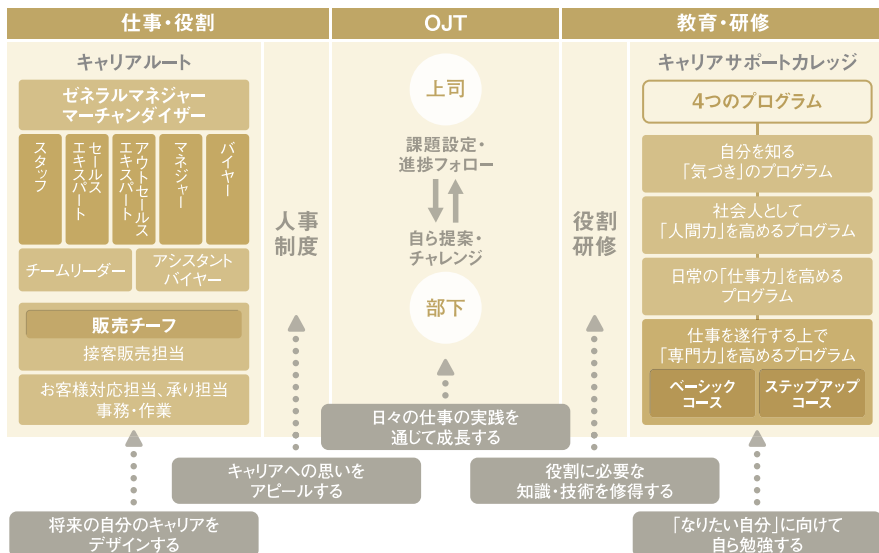 仕事・役割
OJT
教育・研修
キャリアルート
ゼネラルマネジャー
マーチャンダイザー
スタッフ
セールス
エキスパート
アウトセールス
エキスパート
マネジャー
バイヤー
チームリーダー
アシスタント
バイヤー
販売チーフ
接客販売担当
お客様対応担当、承り担当
事務・作業
人事
制度
上司
課題設定・
進捗フォロー
自ら提案・
チャレンジ
部下
役割
研修
キャリアサポートカレッジ
4つのプログラム
自分を知る
「気づき」のプログラム
社会人として
「人間力」を高めるプログラム
日常の「仕事力」を高める
プログラム
仕事を遂行する上で
「専門力」を高めるプログラム
ベーシック
コース
ステップアップ
コース
日々の仕事の実践を
通じて成長する
キャリアへの思いを
アピールする
役割に必要な
知識・技術を修得する
将来の自分のキャリアを
デザインする
「なりたい自分」に向けて
自ら勉強する